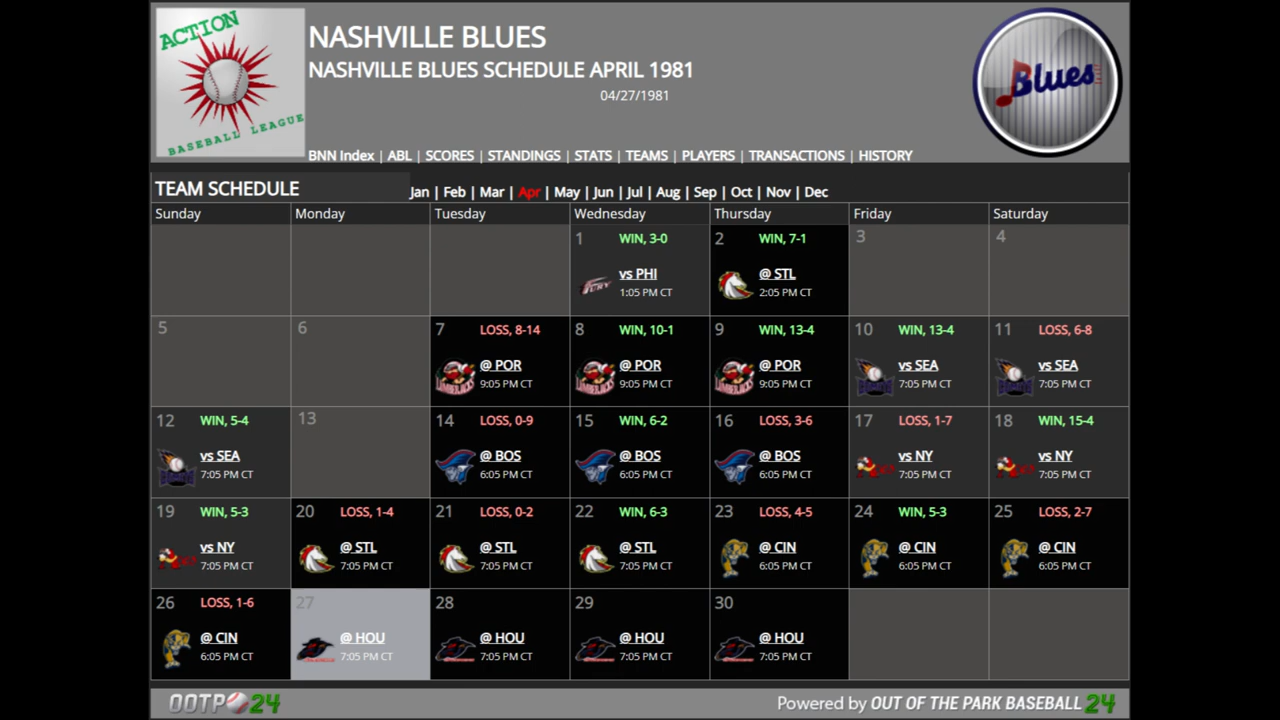 ACTION
BASEBALL LEAGUE
NASHVILLE BLUES
NASHVILLE BLUES SCHEDULE APRIL 1981
04/27/1981
Blues
BNN Index | ABL | SCORES | STANDINGS | STATS | TEAMS | PLAYERS | TRANSACTIONS | HISTORY
TEAM SCHEDULE
Jan | Feb | Mar | Apr | May | Jun | Jul | Aug | Sep | Oct | Nov | Dec
Sunday Monday Tuesday Wednesday Thursday Friday Saturday
1 WIN, 3-0 2 WIN, 7-1 3 4
FURY vs PHI @ STL
1:05 PM CT 2:05 PM CT
5 6 7 LOSS, 8-14 8 WIN, 10-1 9 WIN, 13-4 10 WIN, 13-4 11 LOSS, 6-8
@ POR @ POR @ POR vs SEA vs SEA
9:05 PM CT 9:05 PM CT 9:05 PM CT 7:05 PM CT 7:05 PM CT
12 WIN, 5-4 13 14 LOSS, 0-9 15 WIN, 6-2 16 LOSS, 3-6 17 LOSS, 1-7 18 WIN, 15-4
vs SEA @ BOS @ BOS @ BOS vs NY vs NY
7:05 PM CT 6:05 PM CT 6:05 PM CT 6:05 PM CT 7:05 PM CT 7:05 PM CT
19 WIN, 5-3 20 LOSS, 1-4 21 LOSS, 0-2 22 WIN, 6-3 23 LOSS, 4-5 24 WIN, 5-3 25 LOSS, 2-7
vs NY @ STL @ STL @ STL @ CIN @ CIN @ CIN
7:05 PM CT 7:05 PM CT 7:05 PM CT 7:05 PM CT 6:05 PM CT 6:05 PM CT 6:05 PM CT
26 LOSS, 1-6 27 28 29 30
@ CIN @ HOU @ HOU @ HOU @ HOU
6:05 PM CT 7:05 PM CT 7:05 PM CT 7:05 PM CT 7:05 PM CT
OOTP 24
Powered by OUT OF THE PARK BASEBALL 24